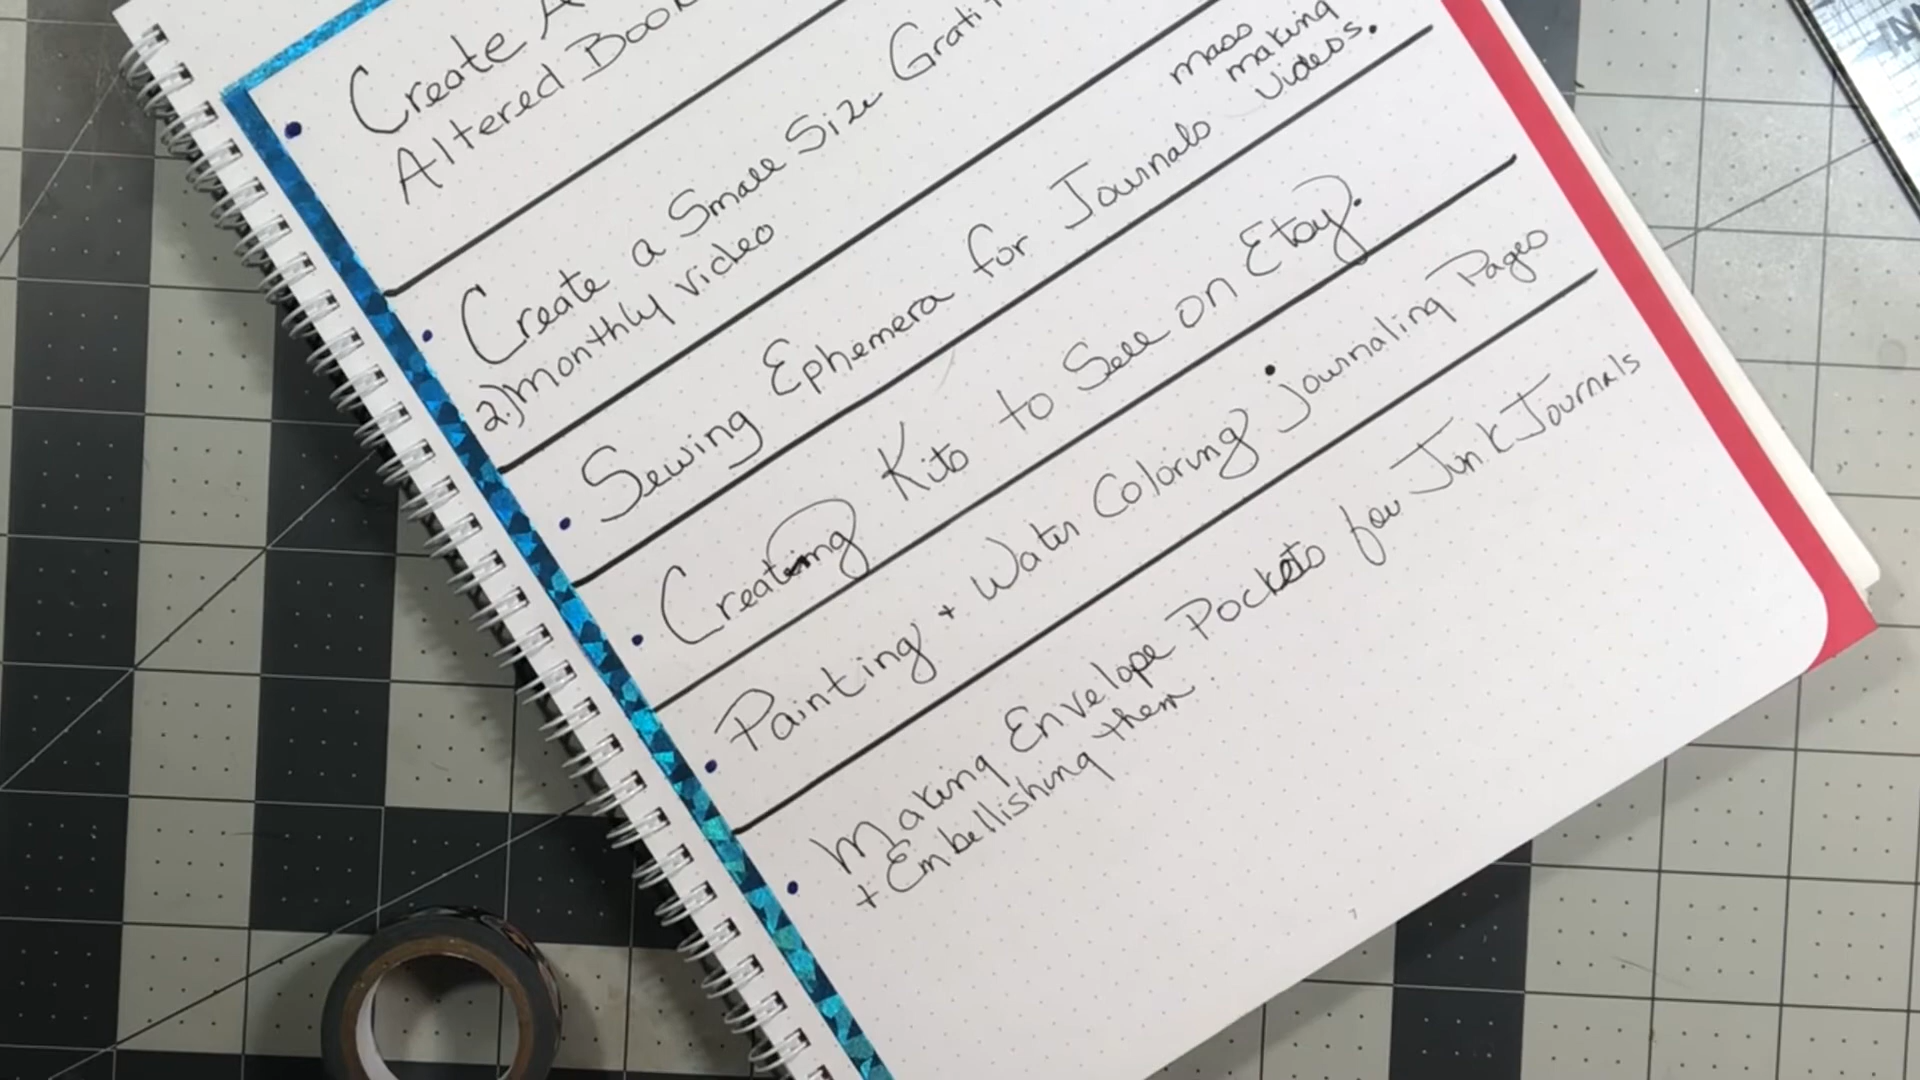 Create A
Altered Book
Create a Small Size Grati
2.) monthly video
Sewing Ephemera for Journals
mass
making
videos.
Creating Kits to Sell on Etsy.
Painting + Water Coloring Journaling Pages
Making Envelope Pockets for Junk Journals
+ Embellishing them
7